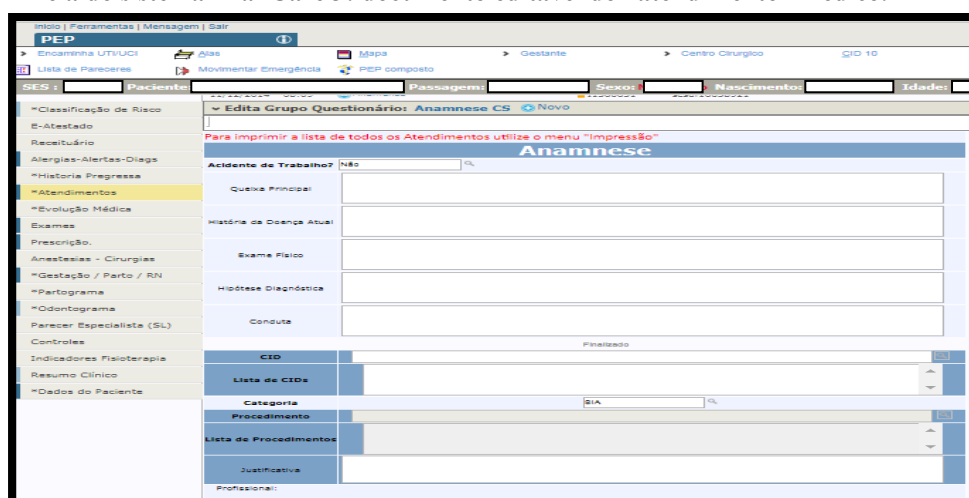 Inicio | Ferramentas | Mensagem | Sair
PEP
Encaminha UTI/UCI Alas Mapa Gestante Centro Cirurgico CID 10
Lista de Pareceres Movimentar Emergência PEP composto
SES : Paciente: Passagem: Sexo: Nascimento: Idade:
*Classificação de Risco
E-Atestado
Receituário
Alergias-Alertas-Diags
*Historia Pregressa
*Atendimentos
*Evolução Médica
Exames
Prescrição.
Anestesias - Cirurgias
*Gestação / Parto / RN
*Partograma
*Odontograma
Parecer Especialista (SL)
Controles
Indicadores Fisioterapia
Resumo Clínico
*Dados do Paciente
Edita Grupo Questionário: Anamnese CS Novo
Para imprimir a lista de todos os Atendimentos utilize o menu "Impressão"
Anamnese
Acidente de Trabalho? Não
Queixa Principal
História da Doença Atual
Exame Físico
Hipótese Diagnóstica
Conduta
Finalizado
CID
Lista de CIDs
Categoria BIA
Procedimento
Lista de Procedimentos
Justificativa
Profissional: